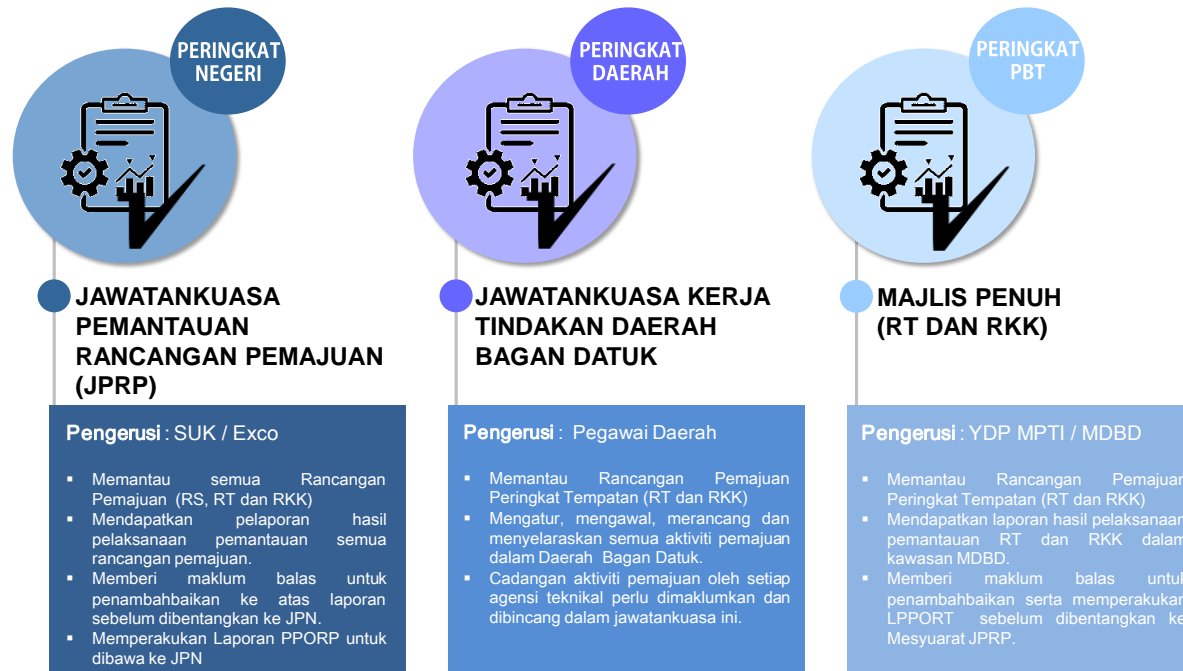 PERINGKAT
NEGERI
JAWATANKUASA
PEMANTAUAN
RANCANGAN PEMAJUAN
(JPRP)
Pengerusi : SUK / Exco
▪ Memantau semua Rancangan
Pemajuan (RS, RT dan RKK)
▪ Mendapatkan pelaporan hasil
pelaksanaan pemantauan semua
rancangan pemajuan.
▪ Memberi maklum balas untuk
penambahbaikan ke atas laporan
sebelum dibentangkan ke JPN.
▪ Memperakukan Laporan PPORP untuk
dibawa ke JPN
PERINGKAT
DAERAH
JAWATANKUASA KERJA
TINDAKAN DAERAH
BAGAN DATUK
Pengerusi : Pegawai Daerah
▪ Memantau Rancangan Pemajuan
Peringkat Tempatan (RT dan RKK)
▪ Mengatur, mengawal, merancang dan
menyelaraskan semua aktiviti pemajuan
dalam Daerah Bagan Datuk.
▪ Cadangan aktiviti pemajuan oleh setiap
agensi teknikal perlu dimaklumkan dan
dibincang dalam jawatankuasa ini.
PERINGKAT
PBT
MAJLIS PENUH
(RT DAN RKK)
Pengerusi : YDP MPTI / MDBD
▪ Memantau Rancangan Pemajuan
Peringkat Tempatan (RT dan RKK)
▪ Mendapatkan laporan hasil pelaksanaan
pemantauan RT dan RKK dalam
kawasan MDBD.
▪ Memberi maklum balas untuk
penambahbaikan serta memperakukan
LPPORT sebelum dibentangkan ke
Mesyuarat JPRP.